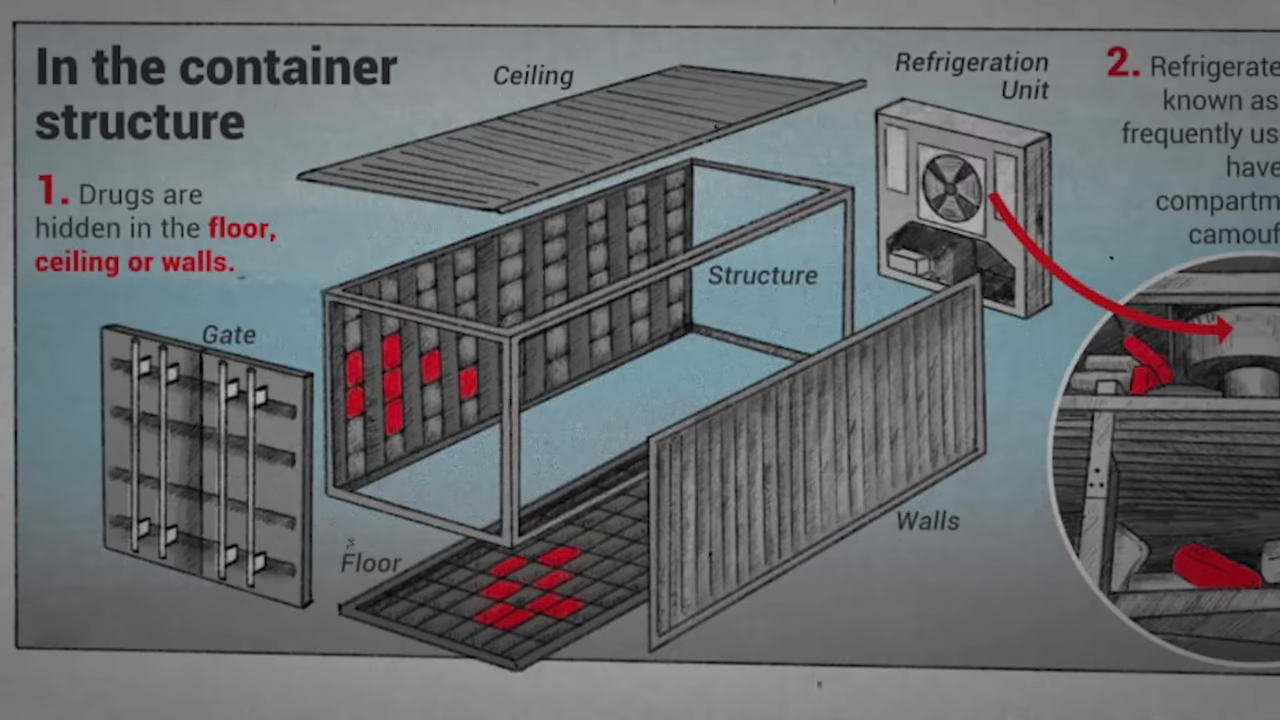 In the container
structure
1. Drugs are
hidden in the floor,
ceiling or walls.
Ceiling
Refrigeration
Unit
Structure
Gate
Floor
Walls
2. Refrigerate
known as
frequently us
have
compartm
camouf